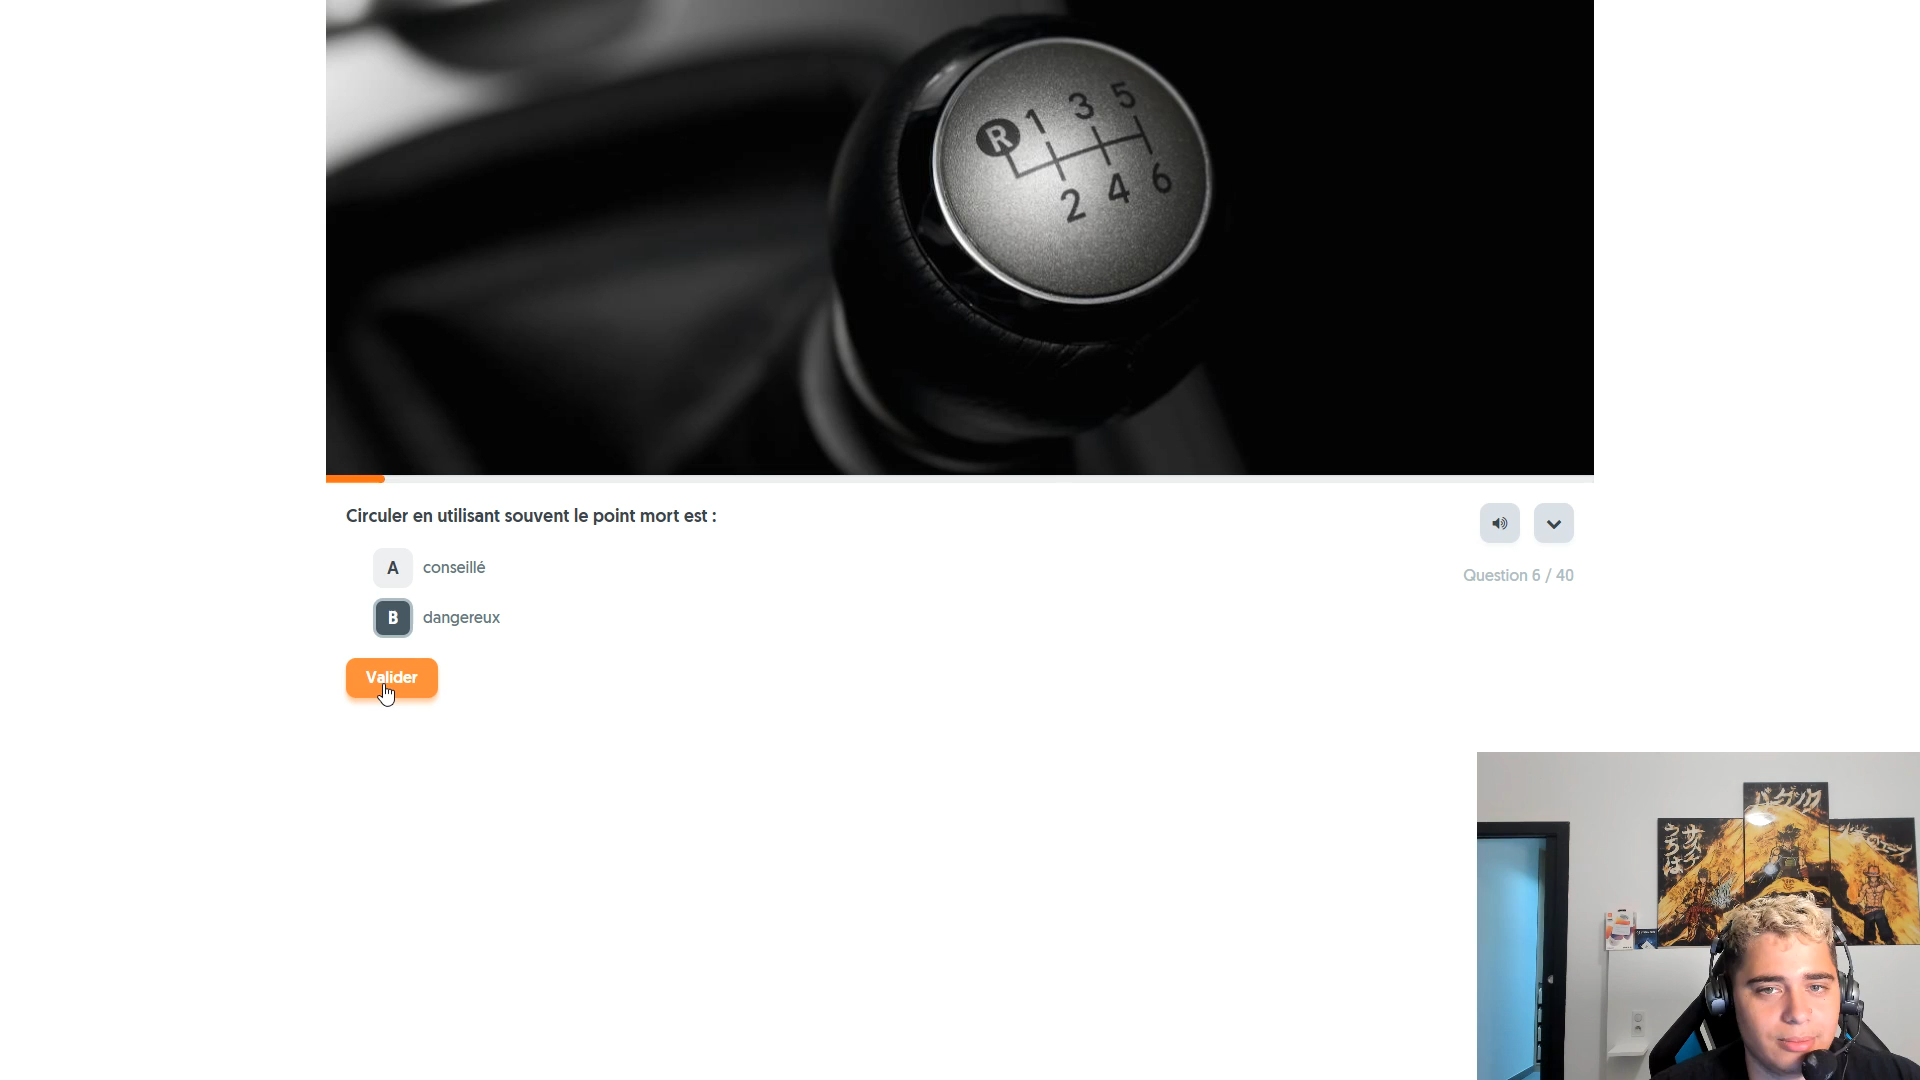 R 1 3 5
2 4 6
Circuler en utilisant souvent le point mort est :
A conseillé
B dangereux
Question 6 / 40
Valider